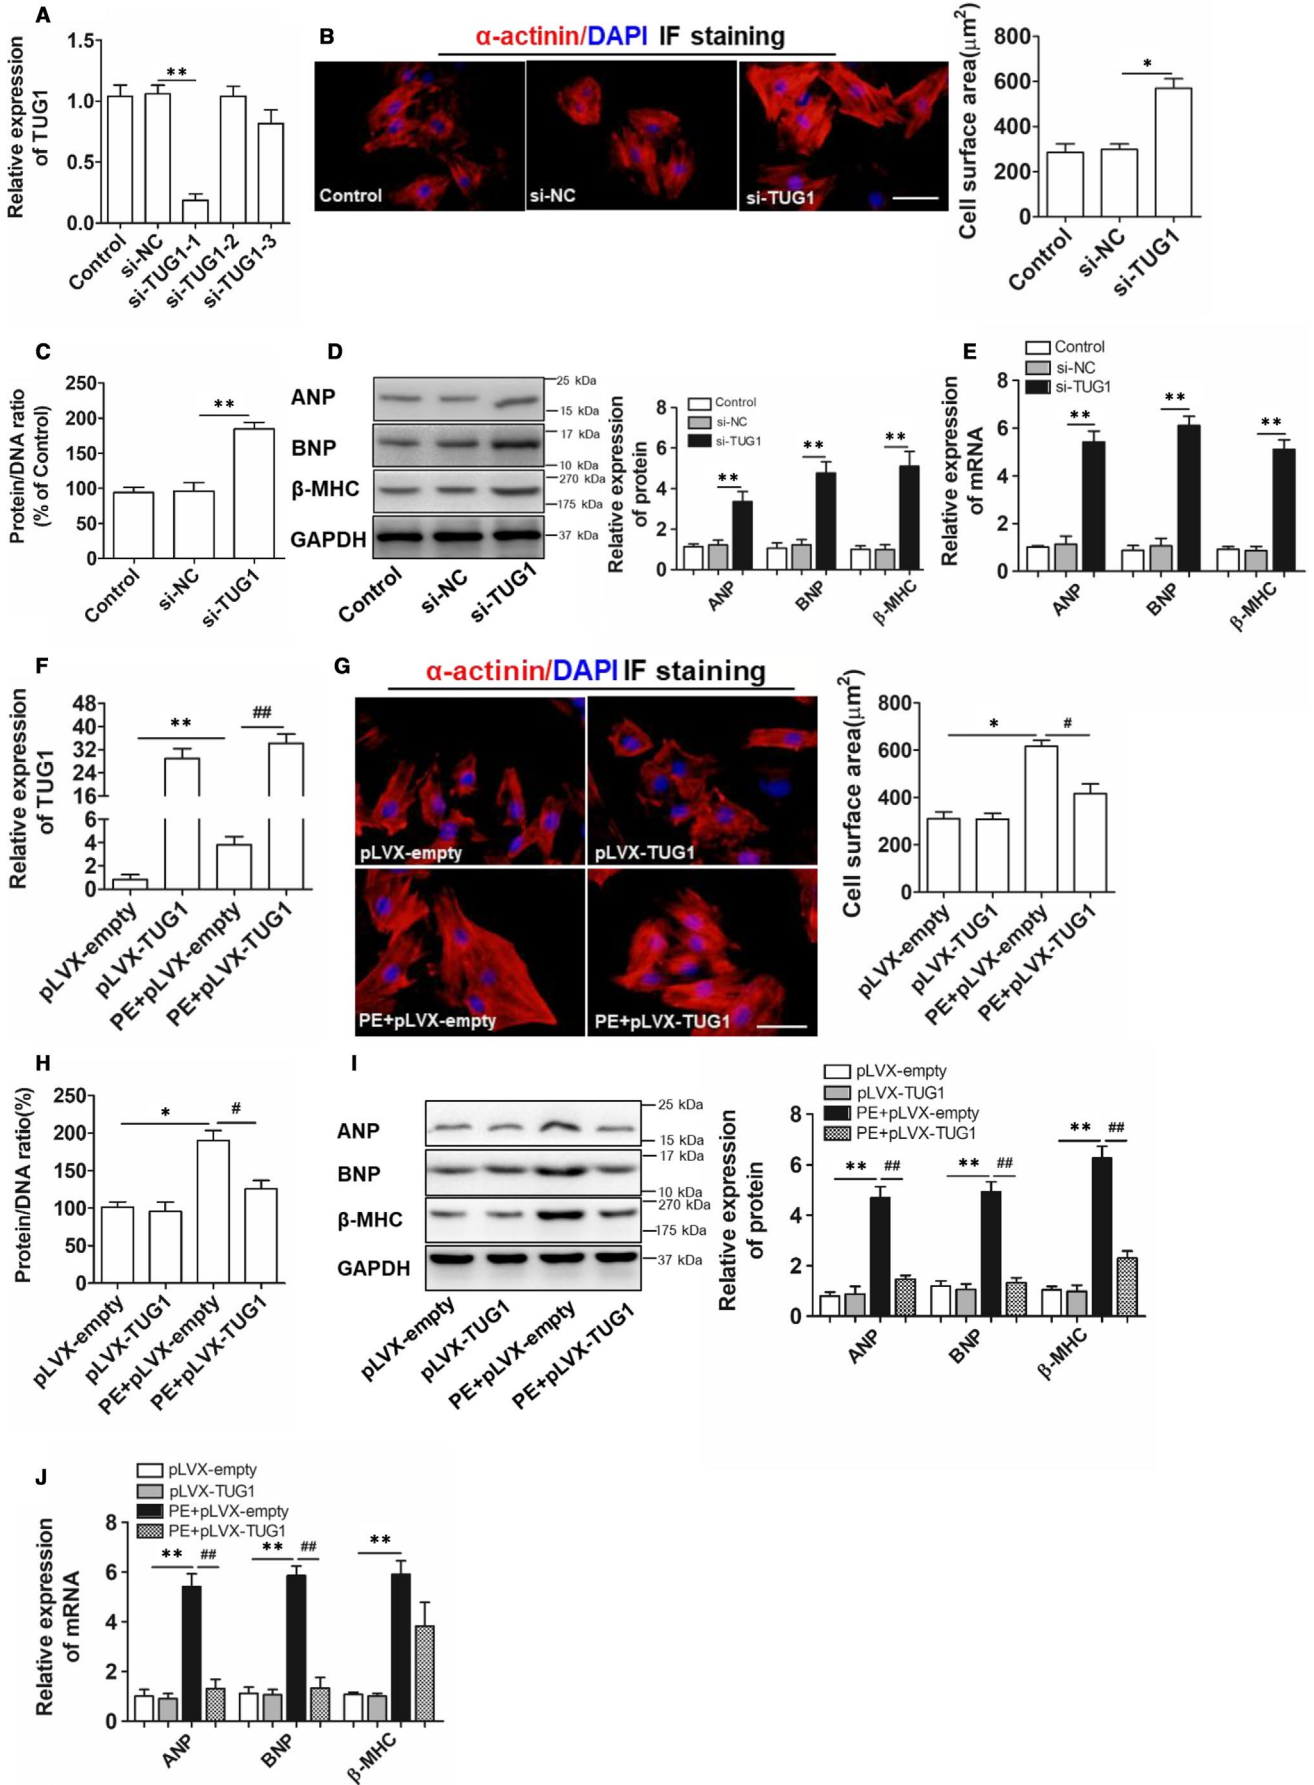 A
Relative expression
of TUG1
1.5
1.0
0.5
0.0
**
Control
si-NC
si-TUG1-1
si-TUG1-2
si-TUG1-3
B
α-actinin/DAPI IF staining
Control
si-NC
si-TUG1
Cell surface area(μm2)
800
600
400
200
0
*
Control
si-NC
si-TUG1
C
Protein/DNA ratio
(% of Control)
250
200
150
100
50
0
**
Control
si-NC
si-TUG1
D
ANP
BNP
β-MHC
GAPDH
25 kDa
15 kDa
17 kDa
10 kDa
270 kDa
175 kDa
37 kDa
Control
si-NC
si-TUG1
Relative expression
of protein
8
6
4
2
0
Control
si-NC
si-TUG1
**
**
**
ANP
BNP
β-MHC
E
Control
si-NC
si-TUG1
Relative expression
of mRNA
8
6
4
2
0
**
**
**
ANP
BNP
β-MHC
F
Relative expression
of TUG1
48
40
32
24
16
6
4
2
0
**
##
pLVX-empty
pLVX-TUG1
PE+pLVX-empty
PE+pLVX-TUG1
G
α-actinin/DAPI IF staining
pLVX-empty
pLVX-TUG1
PE+pLVX-empty
PE+pLVX-TUG1
Cell surface area(μm2)
800
600
400
200
0
*
#
pLVX-empty
pLVX-TUG1
PE+pLVX-empty
PE+pLVX-TUG1
H
Protein/DNA ratio(%)
250
200
150
100
50
0
*
#
pLVX-empty
pLVX-TUG1
PE+pLVX-empty
PE+pLVX-TUG1
I
ANP
BNP
β-MHC
GAPDH
25 kDa
15 kDa
17 kDa
10 kDa
270 kDa
175 kDa
37 kDa
pLVX-empty
pLVX-TUG1
PE+pLVX-empty
PE+pLVX-TUG1
pLVX-empty
pLVX-TUG1
PE+pLVX-empty
PE+pLVX-TUG1
Relative expression
of protein
8
6
4
2
0
** ##
** ##
** ##
ANP
BNP
β-MHC
J
pLVX-empty
pLVX-TUG1
PE+pLVX-empty
PE+pLVX-TUG1
Relative expression
of mRNA
8
6
4
2
0
** ##
** ##
**
ANP
BNP
β-MHC